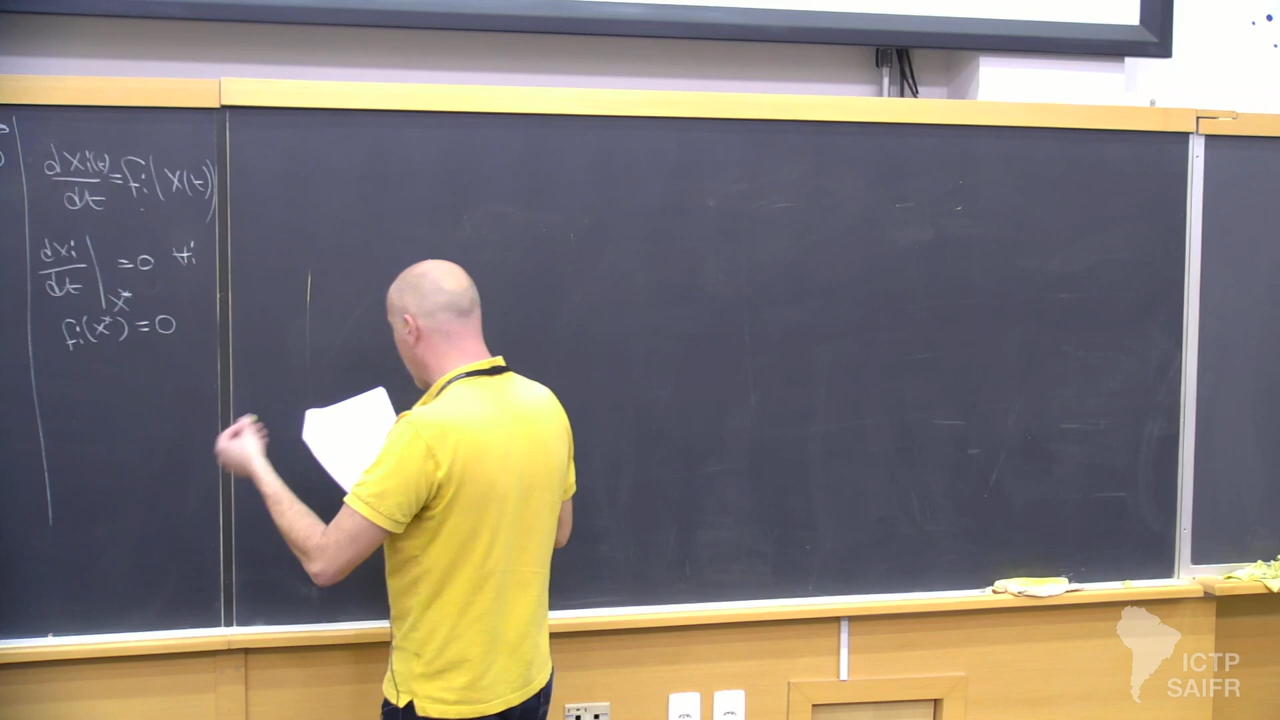 dxi(t)/dt = fi(x(t))
dxi/dt | x* = 0 ∀i
fi(x*) = 0
ICTP
SAIFR